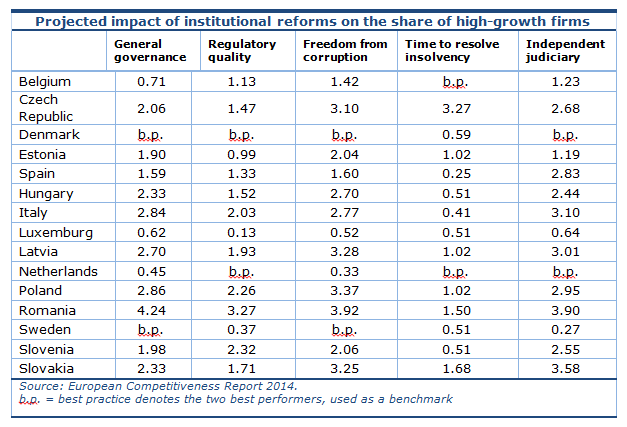 Projected impact of institutional reforms on the share of high-growth firms
General governance Regulatory quality Freedom from corruption Time to resolve insolvency Independent judiciary
Belgium 0.71 1.13 1.42 b.p. 1.23
Czech Republic 2.06 1.47 3.10 3.27 2.68
Denmark b.p. b.p. b.p. 0.59 b.p.
Estonia 1.90 0.99 2.04 1.02 1.19
Spain 1.59 1.33 1.60 0.25 2.83
Hungary 2.33 1.52 2.70 0.51 2.44
Italy 2.84 2.03 2.77 0.41 3.10
Luxemburg 0.62 0.13 0.52 0.51 0.64
Latvia 2.70 1.93 3.28 1.02 3.01
Netherlands 0.45 b.p. 0.33 b.p. b.p.
Poland 2.86 2.26 3.37 1.02 2.95
Romania 4.24 3.27 3.92 1.50 3.90
Sweden b.p. 0.37 b.p. 0.51 0.27
Slovenia 1.98 2.32 2.06 0.51 2.55
Slovakia 2.33 1.71 3.25 1.68 3.58
Source: European Competitiveness Report 2014.
b.p. = best practice denotes the two best performers, used as a benchmark